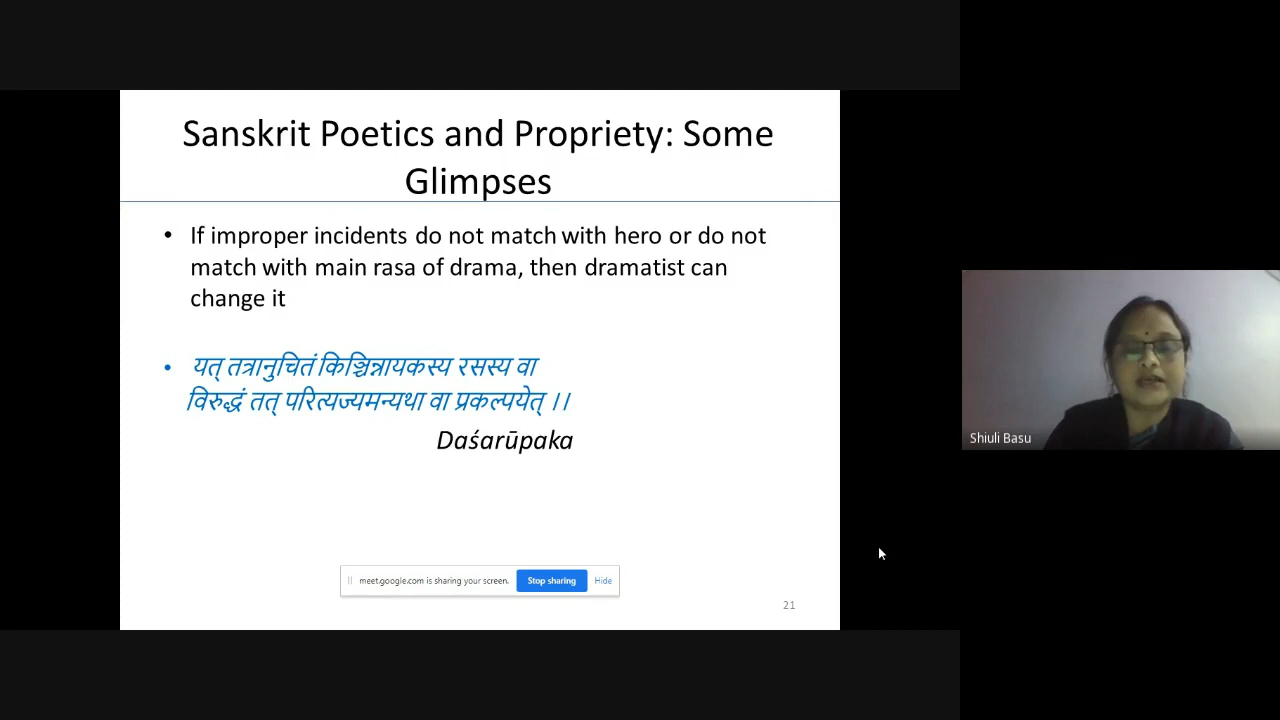 Sanskrit Poetics and Propriety: Some
Glimpses
• If improper incidents do not match with hero or do not
match with main rasa of drama, then dramatist can
change it
• यत् तत्रानुचितं किञ्चिन्नायकस्य रसस्य वा
विरुद्धं तत् परित्यज्यमन्यथा वा प्रकल्पयेत् ।।
Daśarūpaka
meet.google.com is sharing your screen. Stop sharing Hide
21
Shiuli Basu